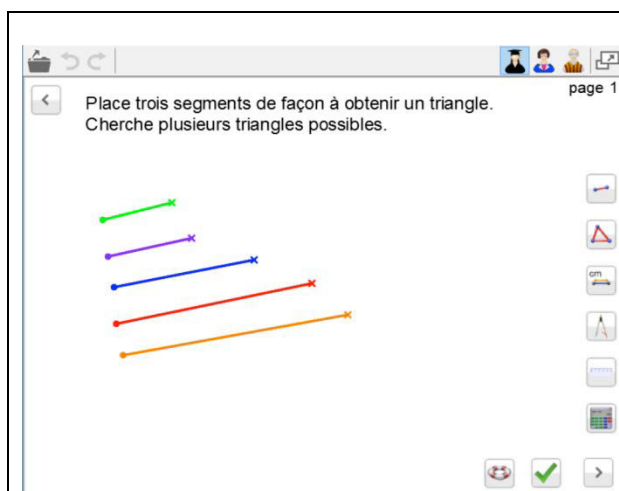 page 1
Place trois segments de façon à obtenir un triangle.
Cherche plusieurs triangles possibles.
cm